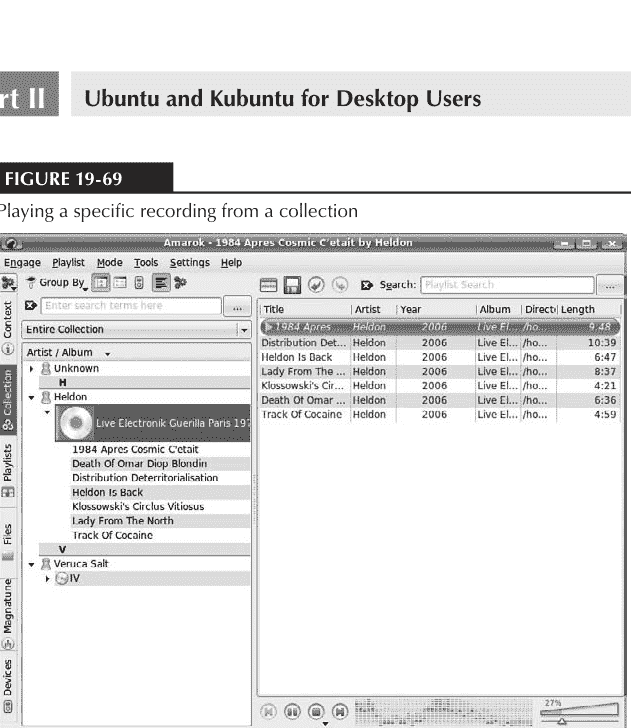 rt II
Ubuntu and Kubuntu for Desktop Users
FIGURE 19-69
Playing a specific recording from a collection
Amarok - 1984 Apres Cosmic C'etait by Heldon
Engage Playlist Mode Tools Settings Help
Group By
Search: Playlist Search ...
Enter search terms here ...
Entire Collection
Artist / Album
Unknown
H
Heldon
Live Electronik Guerilla Paris 197
1984 Apres Cosmic C'etait
Death Of Omar Diop Blondin
Distribution Deterritorialisation
Heldon Is Back
Klossowski's Circlus Vitiosus
Lady From The North
Track Of Cocaine
V
Veruca Salt
IV
Context
Collection
Playlists
Files
Magnatune
Devices
Title Artist Year Album Direct Length
1984 Apres ... Heldon 2006 Live El... /ho... 9:48
Distribution Det... Heldon 2006 Live El... /ho... 10:39
Heldon Is Back Heldon 2006 Live El... /ho... 6:47
Lady From The ... Heldon 2006 Live El... /ho... 8:37
Klossowski's Cir... Heldon 2006 Live El... /ho... 4:21
Death Of Omar ... Heldon 2006 Live El... /ho... 6:36
Track Of Cocaine Heldon 2006 Live El... /ho... 4:59
27%